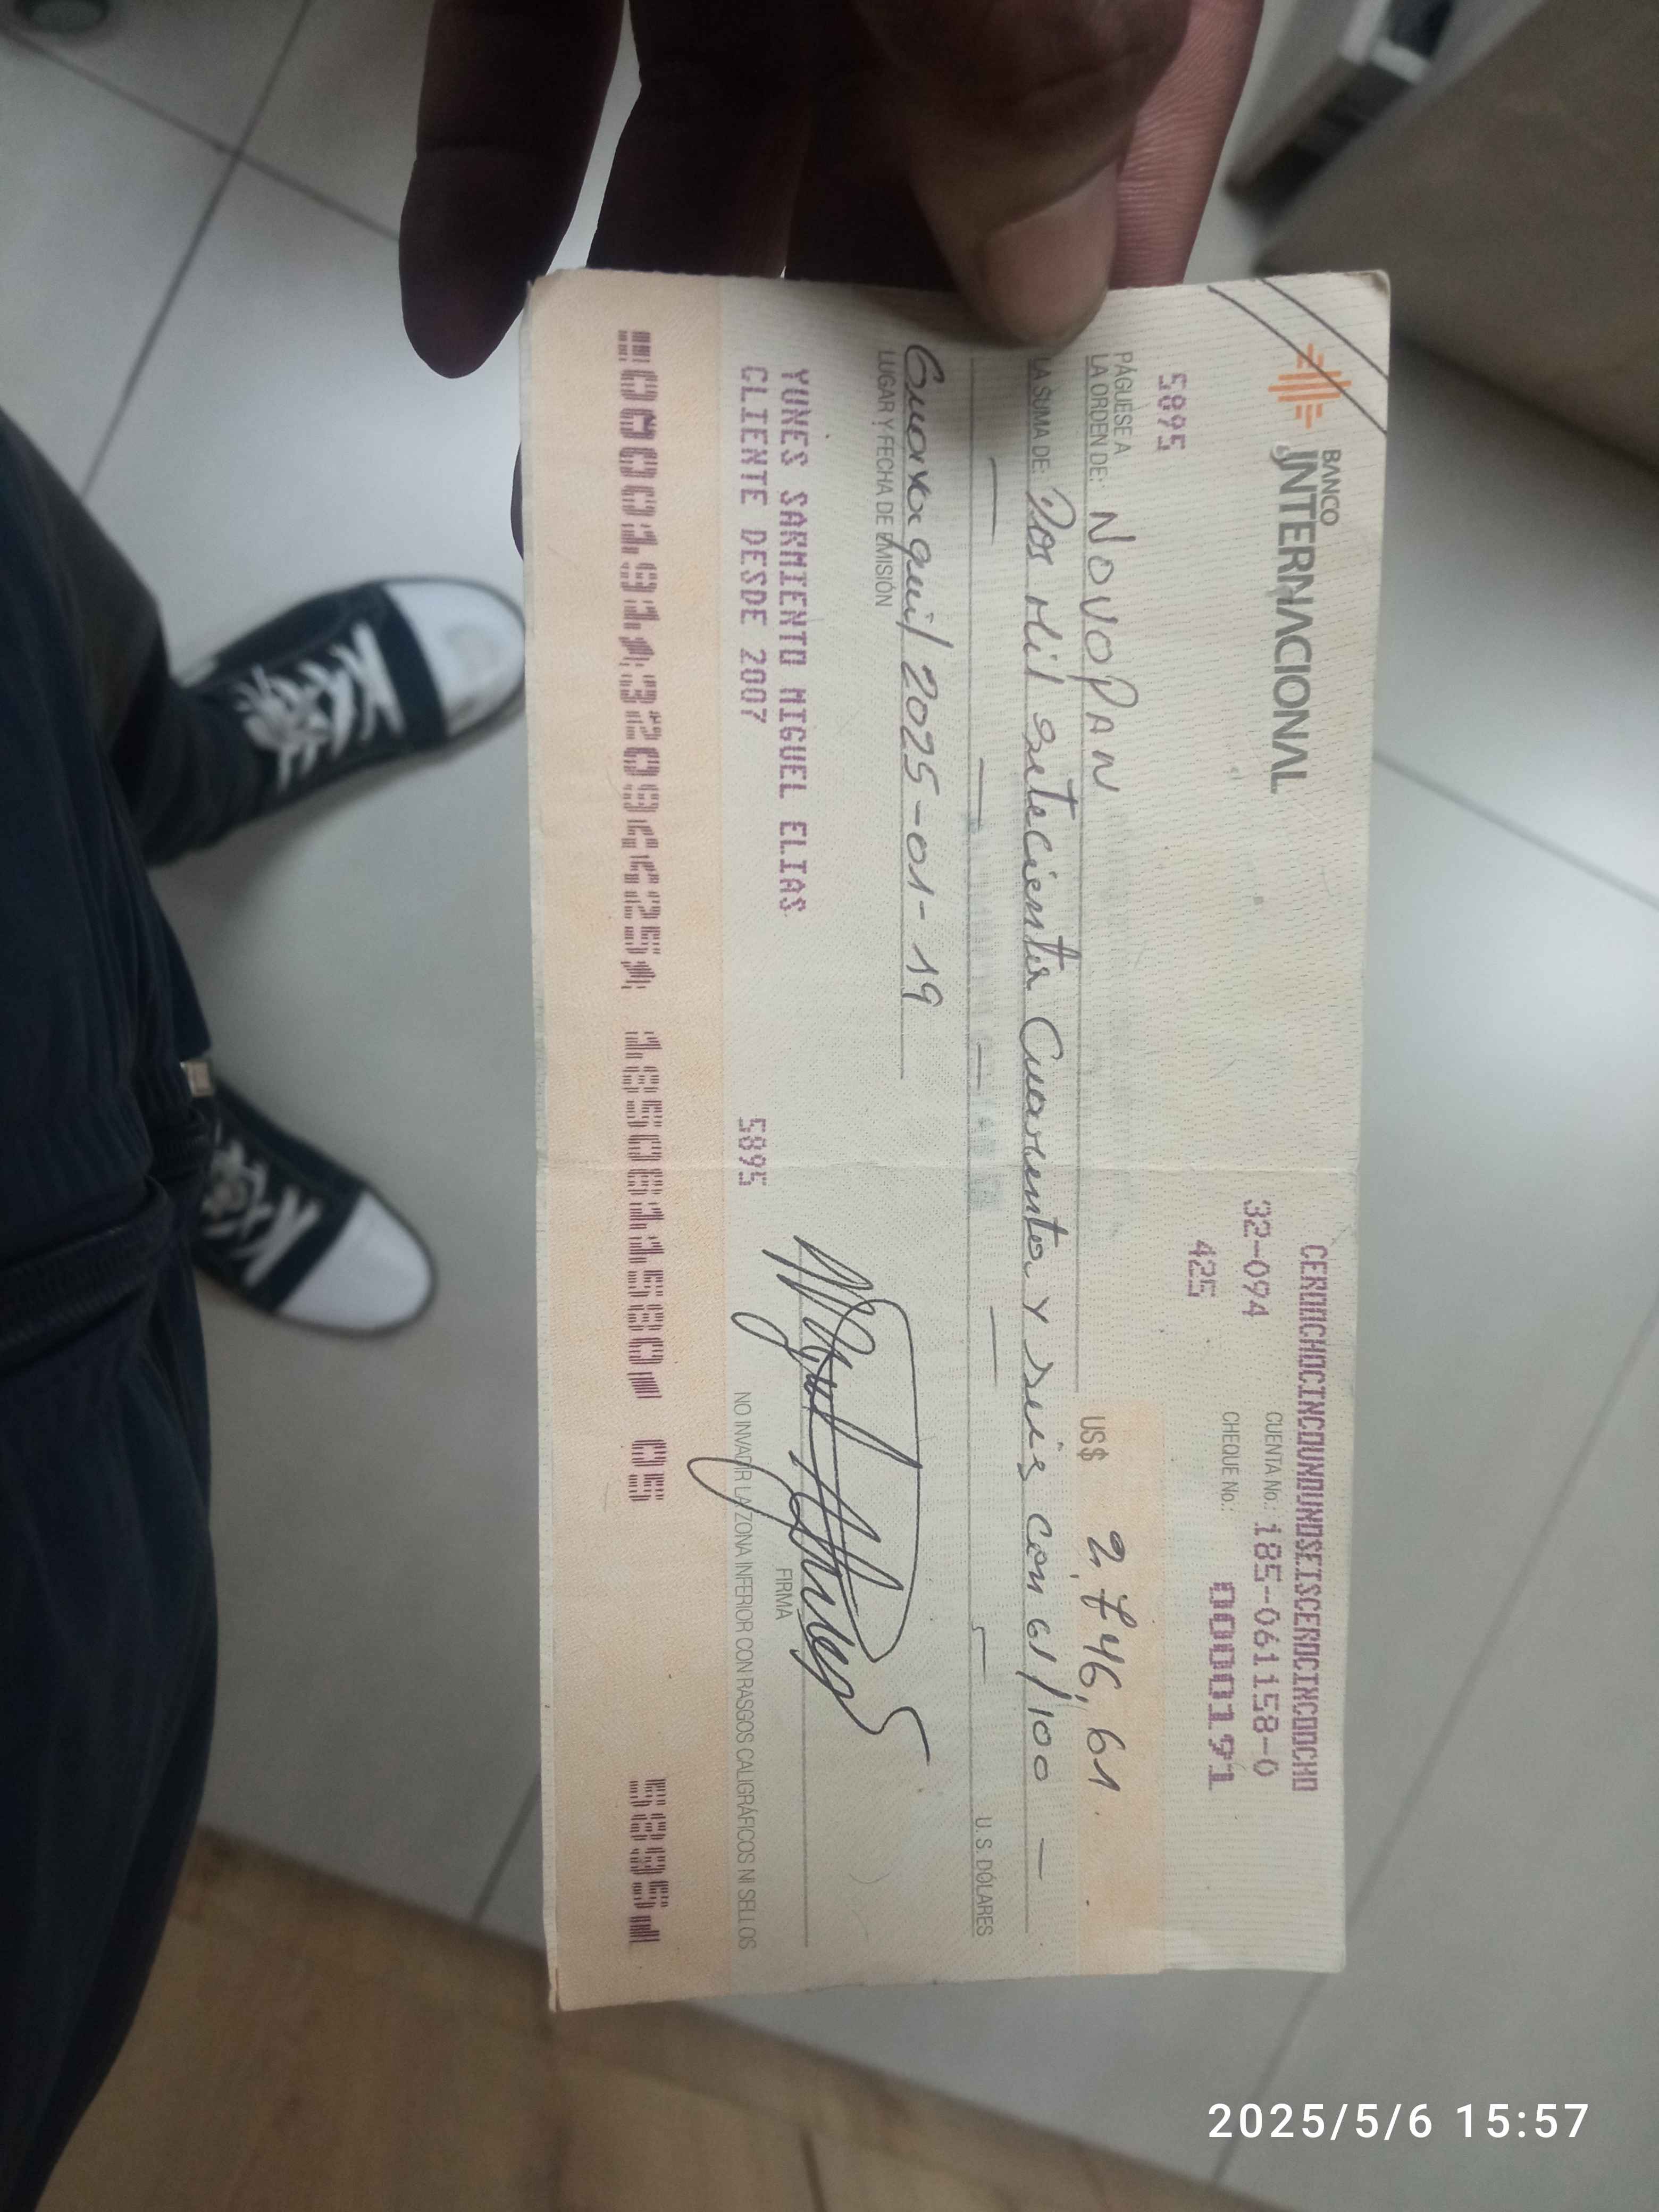 BANCO
INTERNACIONAL
CEROOCHOCINCOUNOUNOSEISCEROCINCOOCHO
32-094 CUENTA No.: 185-061158-0
425 CHEQUE No.: 000191
5895
PÁGUESE A
LA ORDEN DE: NOVOPAN US$ 2,746,61
LA SUMA DE: Dos Mil Setecientos Cuarenta y seis con 61/100 —
— — — — — U. S. DÓLARES
Guayaquil 2025-01-19
LUGAR Y FECHA DE EMISIÓN
YUNES SARMIENTO MIGUEL ELIAS
FIRMA
CLIENTE DESDE 2007 5895 NO INVADIR LA ZONA INFERIOR CON RASGOS CALIGRÁFICOS NI SELLOS
2025/5/6 15:57